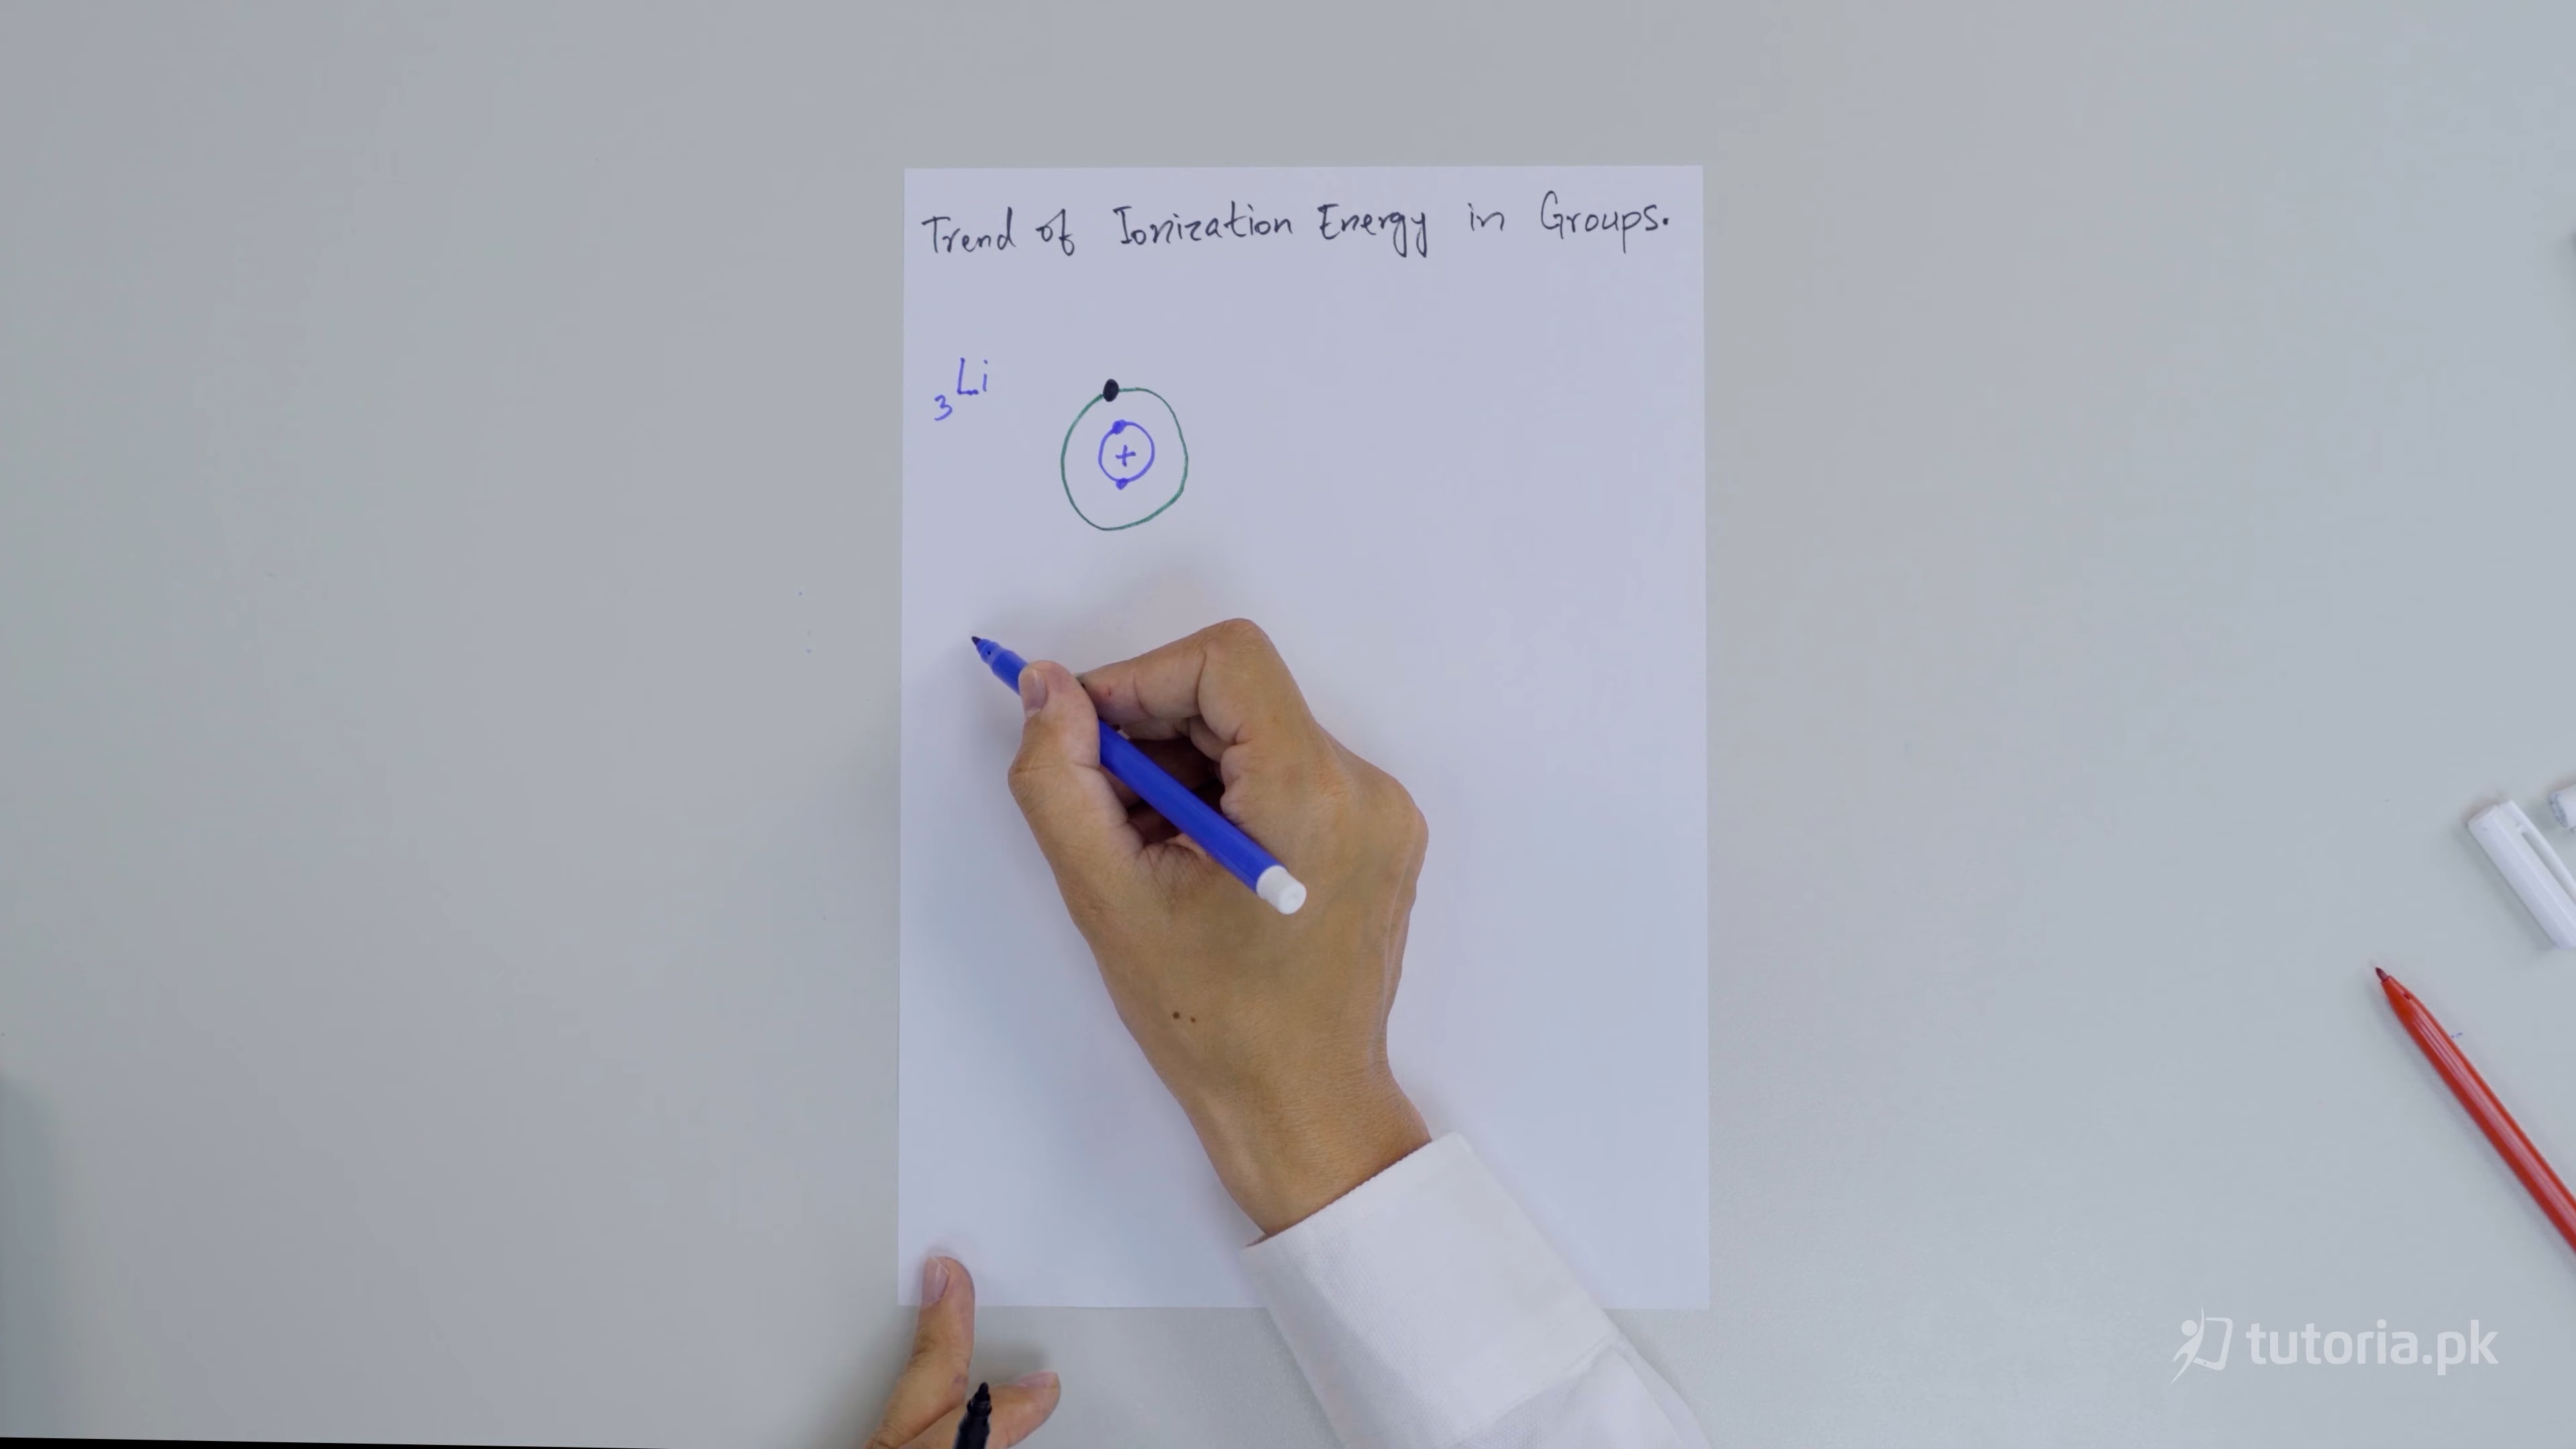 Trend of Ionization Energy in Groups.
3Li
+
tutoria.pk